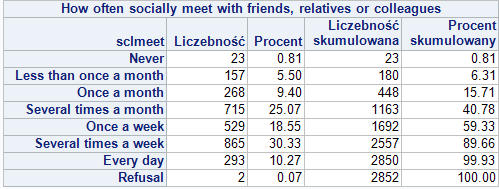 How often socially meet with friends, relatives or colleagues
sclmeet Liczebność Procent Liczebność skumulowana Procent skumulowany
Never 23 0.81 23 0.81
Less than once a month 157 5.50 180 6.31
Once a month 268 9.40 448 15.71
Several times a month 715 25.07 1163 40.78
Once a week 529 18.55 1692 59.33
Several times a week 865 30.33 2557 89.66
Every day 293 10.27 2850 99.93
Refusal 2 0.07 2852 100.00